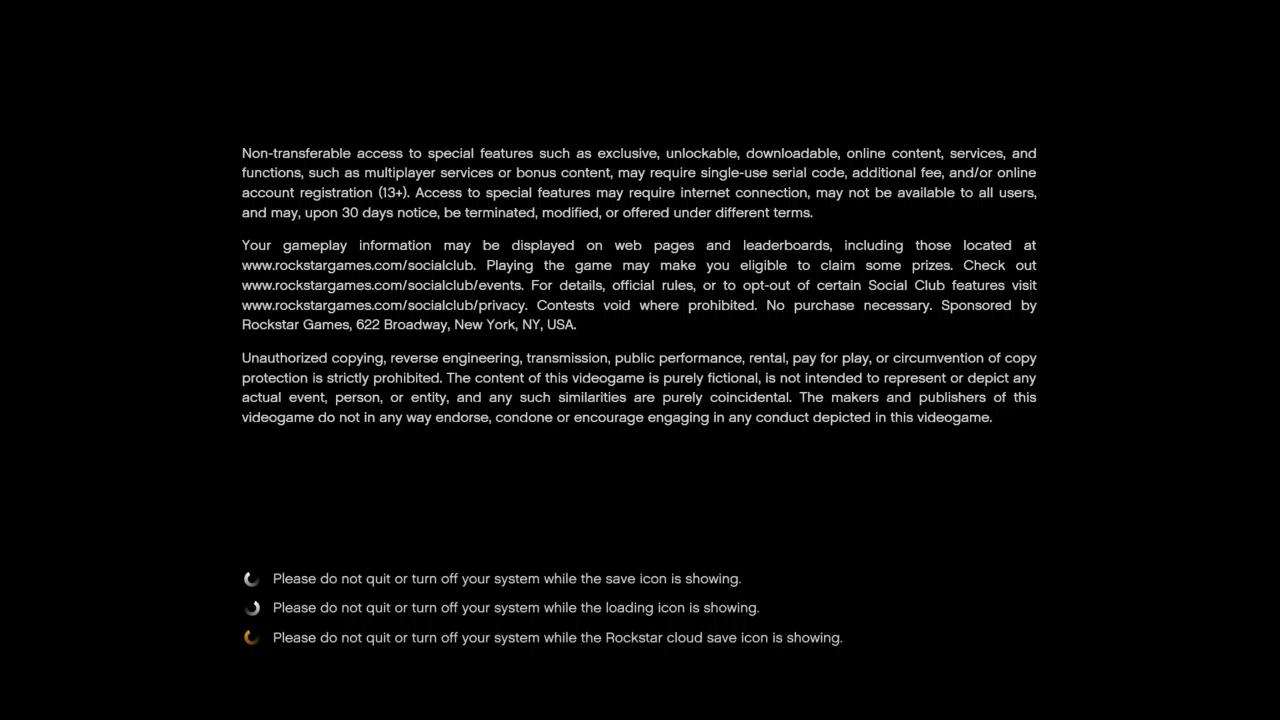 Non-transferable access to special features such as exclusive, unlockable, downloadable, online content, services, and
functions, such as multiplayer services or bonus content, may require single-use serial code, additional fee, and/or online
account registration (13+). Access to special features may require internet connection, may not be available to all users,
and may, upon 30 days notice, be terminated, modified, or offered under different terms.
Your gameplay information may be displayed on web pages and leaderboards, including those located at
www.rockstargames.com/socialclub. Playing the game may make you eligible to claim some prizes. Check out
www.rockstargames.com/socialclub/events. For details, official rules, or to opt-out of certain Social Club features visit
www.rockstargames.com/socialclub/privacy. Contests void where prohibited. No purchase necessary. Sponsored by
Rockstar Games, 622 Broadway, New York, NY, USA.
Unauthorized copying, reverse engineering, transmission, public performance, rental, pay for play, or circumvention of copy
protection is strictly prohibited. The content of this videogame is purely fictional, is not intended to represent or depict any
actual event, person, or entity, and any such similarities are purely coincidental. The makers and publishers of this
videogame do not in any way endorse, condone or encourage engaging in any conduct depicted in this videogame.
Please do not quit or turn off your system while the save icon is showing.
Please do not quit or turn off your system while the loading icon is showing.
Please do not quit or turn off your system while the Rockstar cloud save icon is showing.